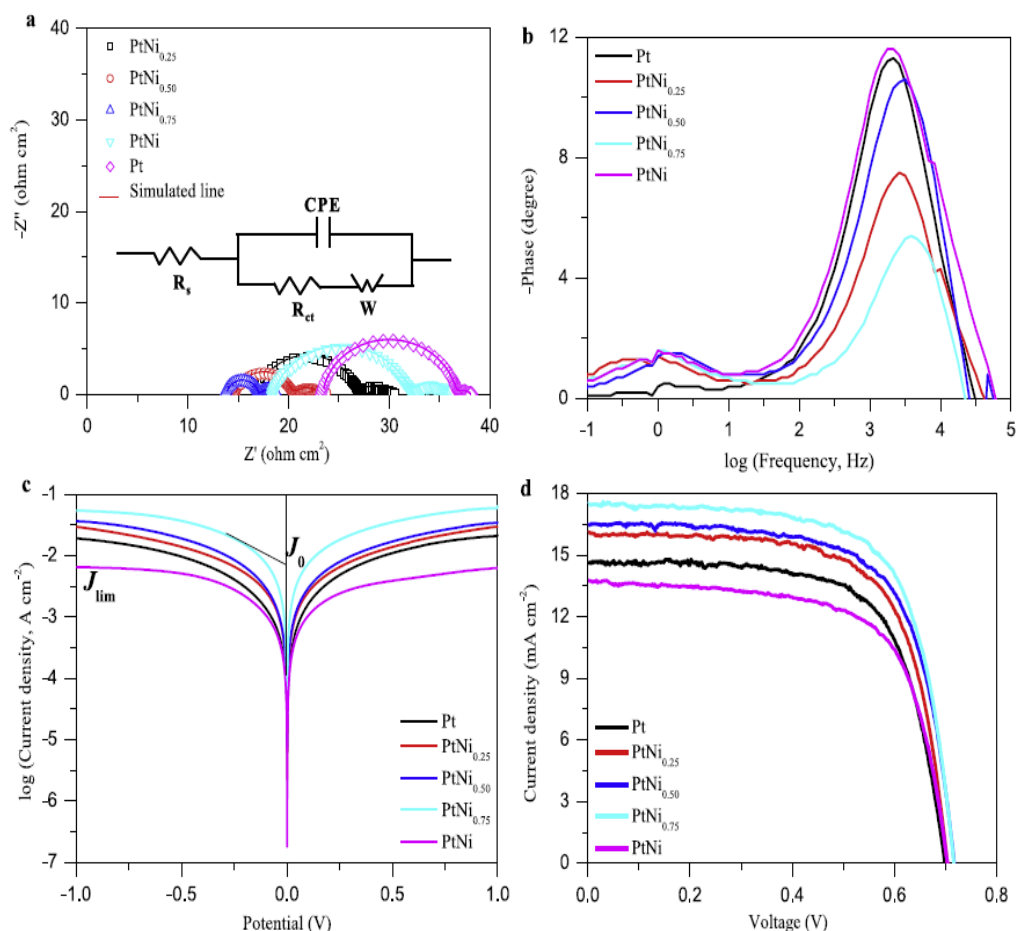 a
40
30
20
10
0
-Z'' (ohm cm²)
PtNi₀.₂₅
PtNi₀.₅₀
PtNi₀.₇₅
PtNi
Pt
Simulated line
CPE
Rₛ
R_ct
W
0 10 20 30 40
Z' (ohm cm²)
b
12
8
4
0
-Phase (degree)
Pt
PtNi₀.₂₅
PtNi₀.₅₀
PtNi₀.₇₅
PtNi
-1 0 1 2 3 4 5
log (Frequency, Hz)
c
-1
-2
-3
-4
-5
-6
-7
log (Current density, A cm⁻²)
J₀
J_lim
Pt
PtNi₀.₂₅
PtNi₀.₅₀
PtNi₀.₇₅
PtNi
-1.0 -0.5 0.0 0.5 1.0
Potential (V)
d
18
15
12
9
6
3
0
Current density (mA cm⁻²)
Pt
PtNi₀.₂₅
PtNi₀.₅₀
PtNi₀.₇₅
PtNi
0.0 0.2 0.4 0.6 0.8
Voltage (V)